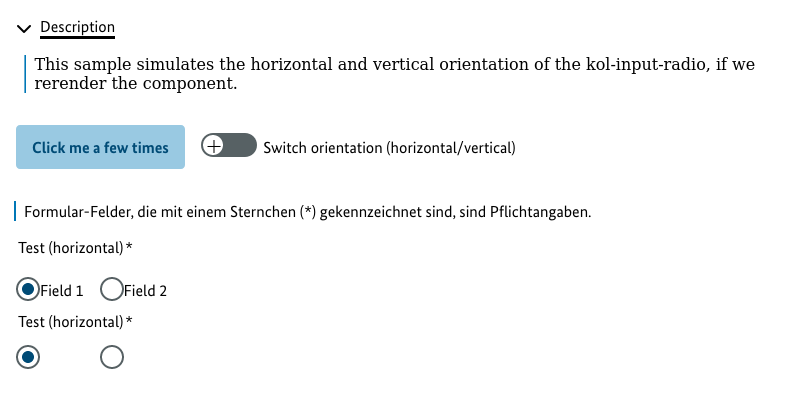 Description
This sample simulates the horizontal and vertical orientation of the kol-input-radio, if we
rerender the component.
Click me a few times
Switch orientation (horizontal/vertical)
Formular-Felder, die mit einem Sternchen (*) gekennzeichnet sind, sind Pflichtangaben.
Test (horizontal)*
Field 1 Field 2
Test (horizontal)*